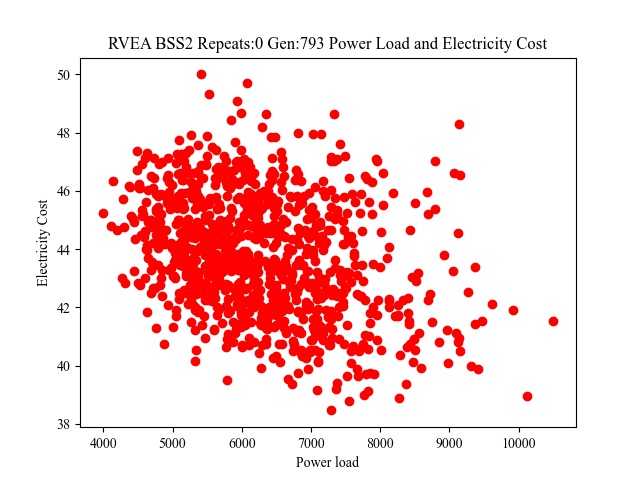 RVEA BSS2 Repeats:0 Gen:793 Power Load and Electricity Cost
50
48
46
44
42
40
38
Electricity Cost
4000 5000 6000 7000 8000 9000 10000
Power load